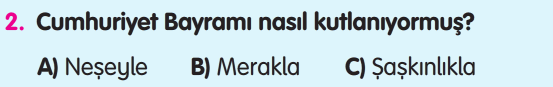 2. Cumhuriyet Bayramı nasıl kutlanıyormuş?
A) Neşeyle B) Merakla C) Şaşkınlıkla